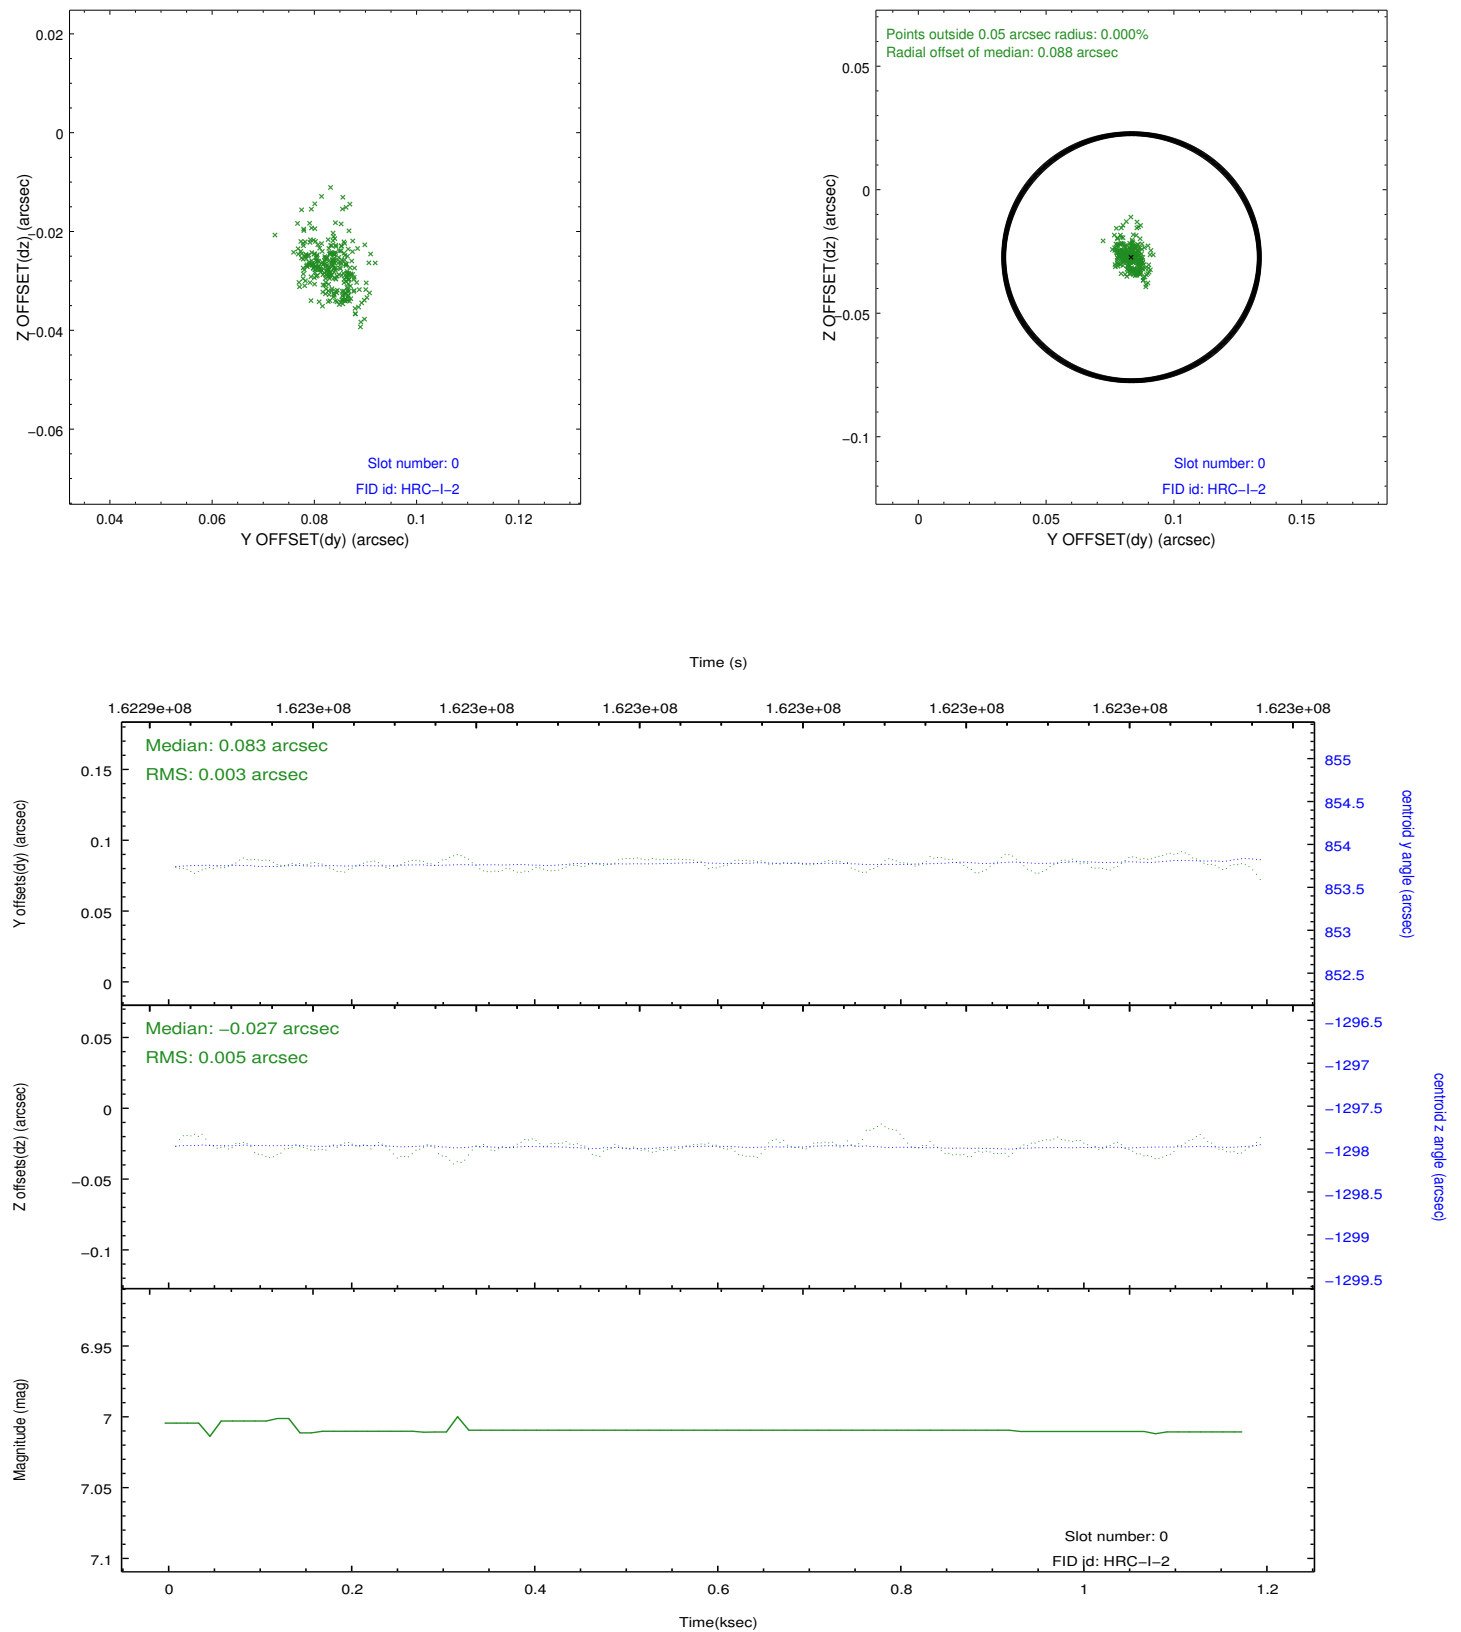 0.02
0
−0.02
−0.04
−0.06
Z OFFSET(dz) (arcsec)
Slot number: 0
FID id: HRC−I−2
0.04 0.06 0.08 0.1 0.12
Y OFFSET(dy) (arcsec)
Points outside 0.05 arcsec radius: 0.000%
Radial offset of median: 0.088 arcsec
0.05
0
−0.05
−0.1
Z OFFSET(dz) (arcsec)
Slot number: 0
FID id: HRC−I−2
0 0.05 0.1 0.15
Y OFFSET(dy) (arcsec)
Time (s)
1.6229e+08 1.623e+08 1.623e+08 1.623e+08 1.623e+08 1.623e+08 1.623e+08 1.623e+08
Median: 0.083 arcsec
RMS: 0.003 arcsec
0.15
0.1
0.05
0
Y offsets(dy) (arcsec)
855
854.5
854
853.5
853
852.5
centroid y angle (arcsec)
Median: −0.027 arcsec
RMS: 0.005 arcsec
0.05
0
−0.05
−0.1
Z offsets(dz) (arcsec)
−1296.5
−1297
−1297.5
−1298
−1298.5
−1299
−1299.5
centroid z angle (arcsec)
6.95
7
7.05
7.1
Magnitude (mag)
Slot number: 0
FID id: HRC−I−2
0 0.2 0.4 0.6 0.8 1 1.2
Time(ksec)